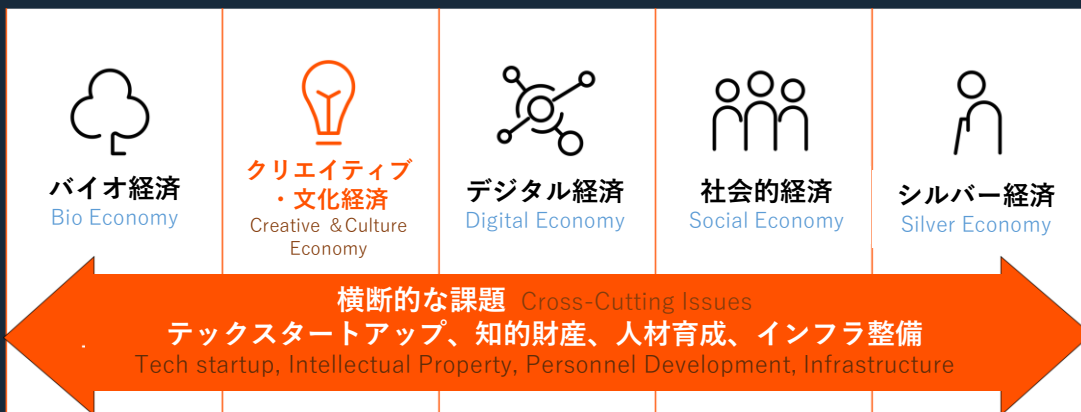 バイオ経済
Bio Economy
クリエイティブ
・文化経済
Creative &Culture
Economy
デジタル経済
Digital Economy
社会的経済
Social Economy
シルバー経済
Silver Economy
横断的な課題 Cross-Cutting Issues
テックスタートアップ、知的財産、人材育成、インフラ整備
Tech startup, Intellectual Property, Personnel Development, Infrastructure
.